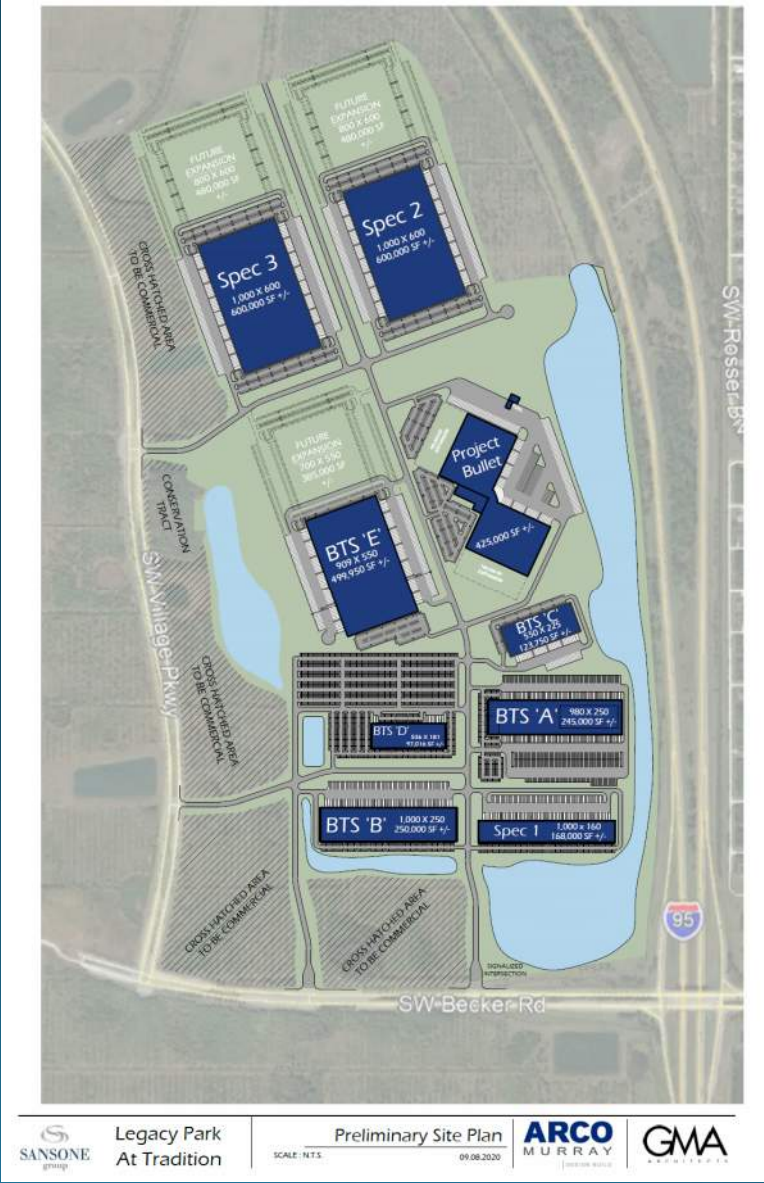 FUTURE
EXPANSION
800 X 600
480,000 SF
+/-
FUTURE
EXPANSION
800 X 600
480,000 SF
+/-
Spec 2
1,000 X 600
600,000 SF +/-
Spec 3
1,000 X 600
600,000 SF +/-
CROSS HATCHED AREA
TO BE COMMERCIAL
SW Rosser
FUTURE
EXPANSION
700 X 550
385,000 SF
+/-
Project
Bullet
425,000 SF +/-
CONSERVATION
TRACT
BTS 'E'
909 X 550
499,950 SF +/-
SW Village Pkwy
BTS 'C'
550 X 225
123,750 SF +/-
CROSS HATCHED AREA
TO BE COMMERCIAL
BTS 'A'
980 X 250
245,000 SF +/-
BTS 'D'
536 X 181
97,016 SF +/-
BTS 'B'
1,000 X 250
250,000 SF +/-
Spec 1
1,000 x 160
168,000 SF +/-
CROSS HATCHED AREA
TO BE COMMERCIAL
CROSS HATCHED AREA
TO BE COMMERCIAL
95
SIGNALIZED
INTERSECTION
SW Becker Rd
SANSONE
group
Legacy Park
At Tradition
Preliminary Site Plan
SCALE : N.T.S.
09.08.2020
ARCO
MURRAY
DESIGN BUILD
GMA
ARCHITECTS